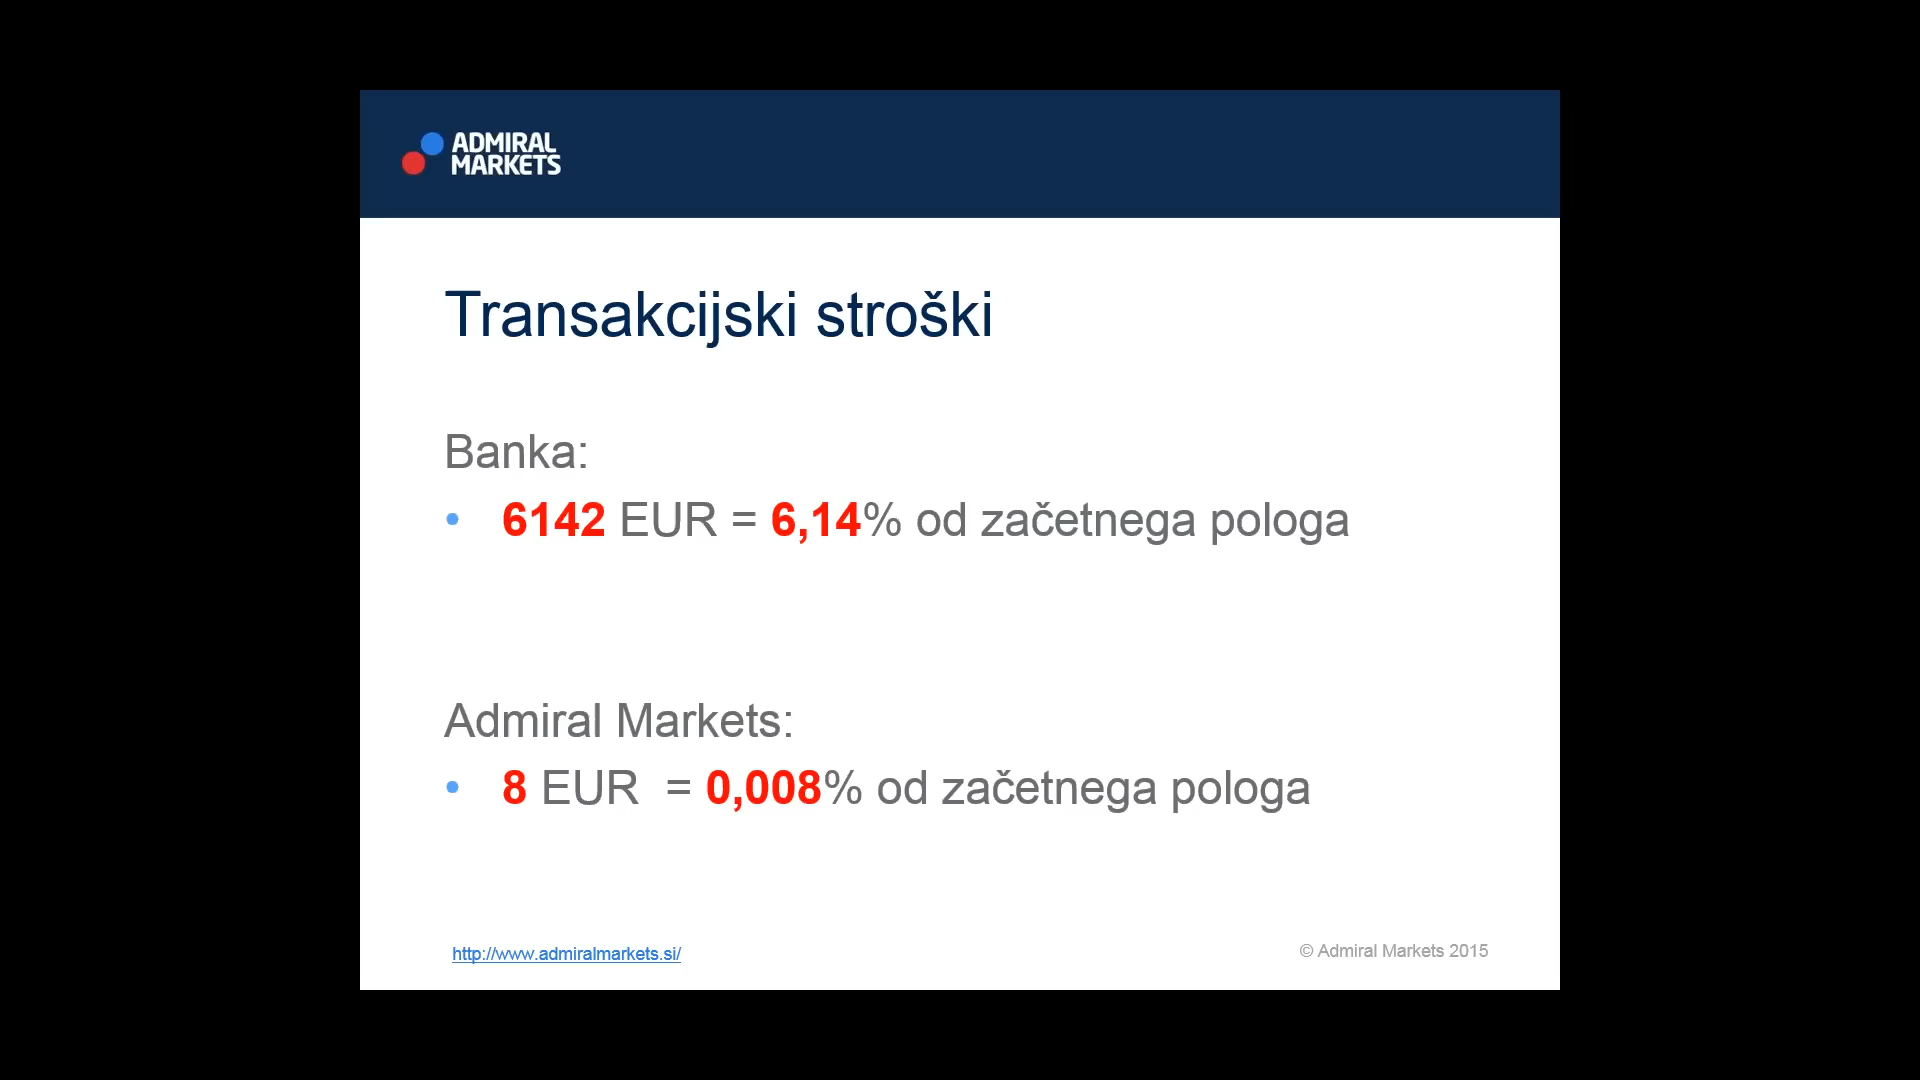 ADMIRAL
MARKETS
Transakcijski stroški
Banka:
• 6142 EUR = 6,14% od začetnega pologa
Admiral Markets:
• 8 EUR = 0,008% od začetnega pologa
http://www.admiralmarkets.si/
© Admiral Markets 2015